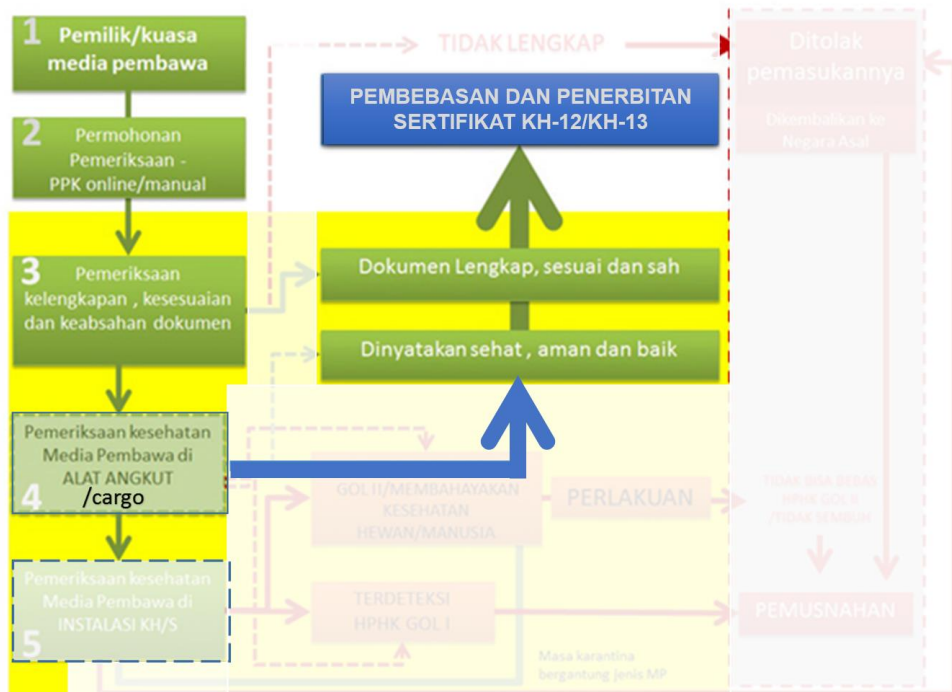 1 Pemilik/kuasa
media pembawa
2 Permohonan
Pemeriksaan -
PPK online/manual
3 Pemeriksaan
kelengkapan , kesesuaian
dan keabsahan dokumen
Pemeriksaan kesehatan
Media Pembawa di
ALAT ANGKUT
/cargo
4
Pemeriksaan kesehatan
Media Pembawa di
INSTALASI KH/S
5
TIDAK LENGKAP
PEMBEBASAN DAN PENERBITAN
SERTIFIKAT KH-12/KH-13
Dokumen Lengkap, sesuai dan sah
Dinyatakan sehat , aman dan baik
GOL II/MEMBAHAYAKAN
KESEHATAN
HEWAN/MANUSIA
PERLAKUAN
TERDETEKSI
HPHK GOL I
Masa karantina
bergantung jenis MP
Ditolak
pemasukannya
Dikembalikan ke
Negara Asal
TIDAK BISA BEBAS
HPHK GOL II
/TIDAK SEMBUH
PEMUSNAHAN